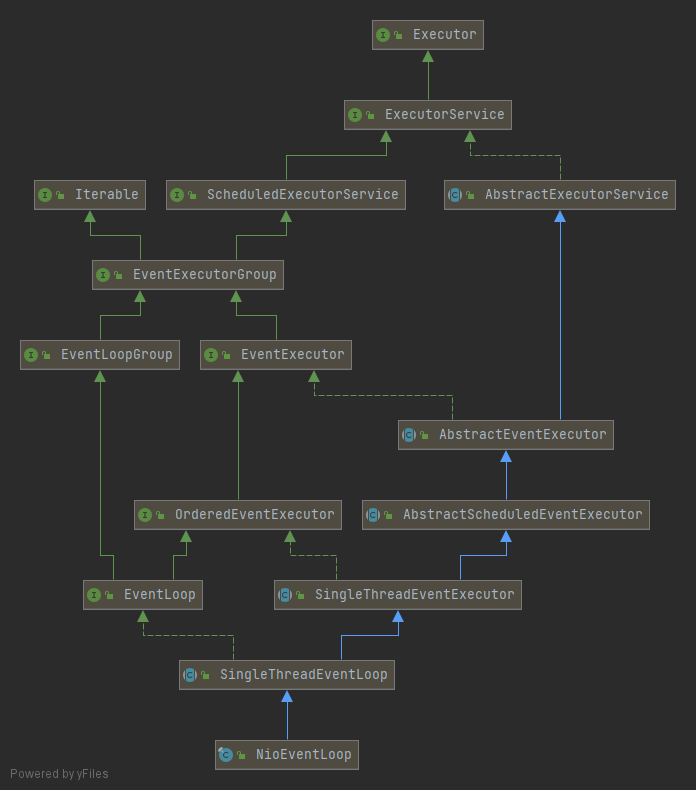 Executor
ExecutorService
Iterable
ScheduledExecutorService
AbstractExecutorService
EventExecutorGroup
EventLoopGroup
EventExecutor
AbstractEventExecutor
OrderedEventExecutor
AbstractScheduledEventExecutor
EventLoop
SingleThreadEventExecutor
SingleThreadEventLoop
NioEventLoop
Powered by yFiles